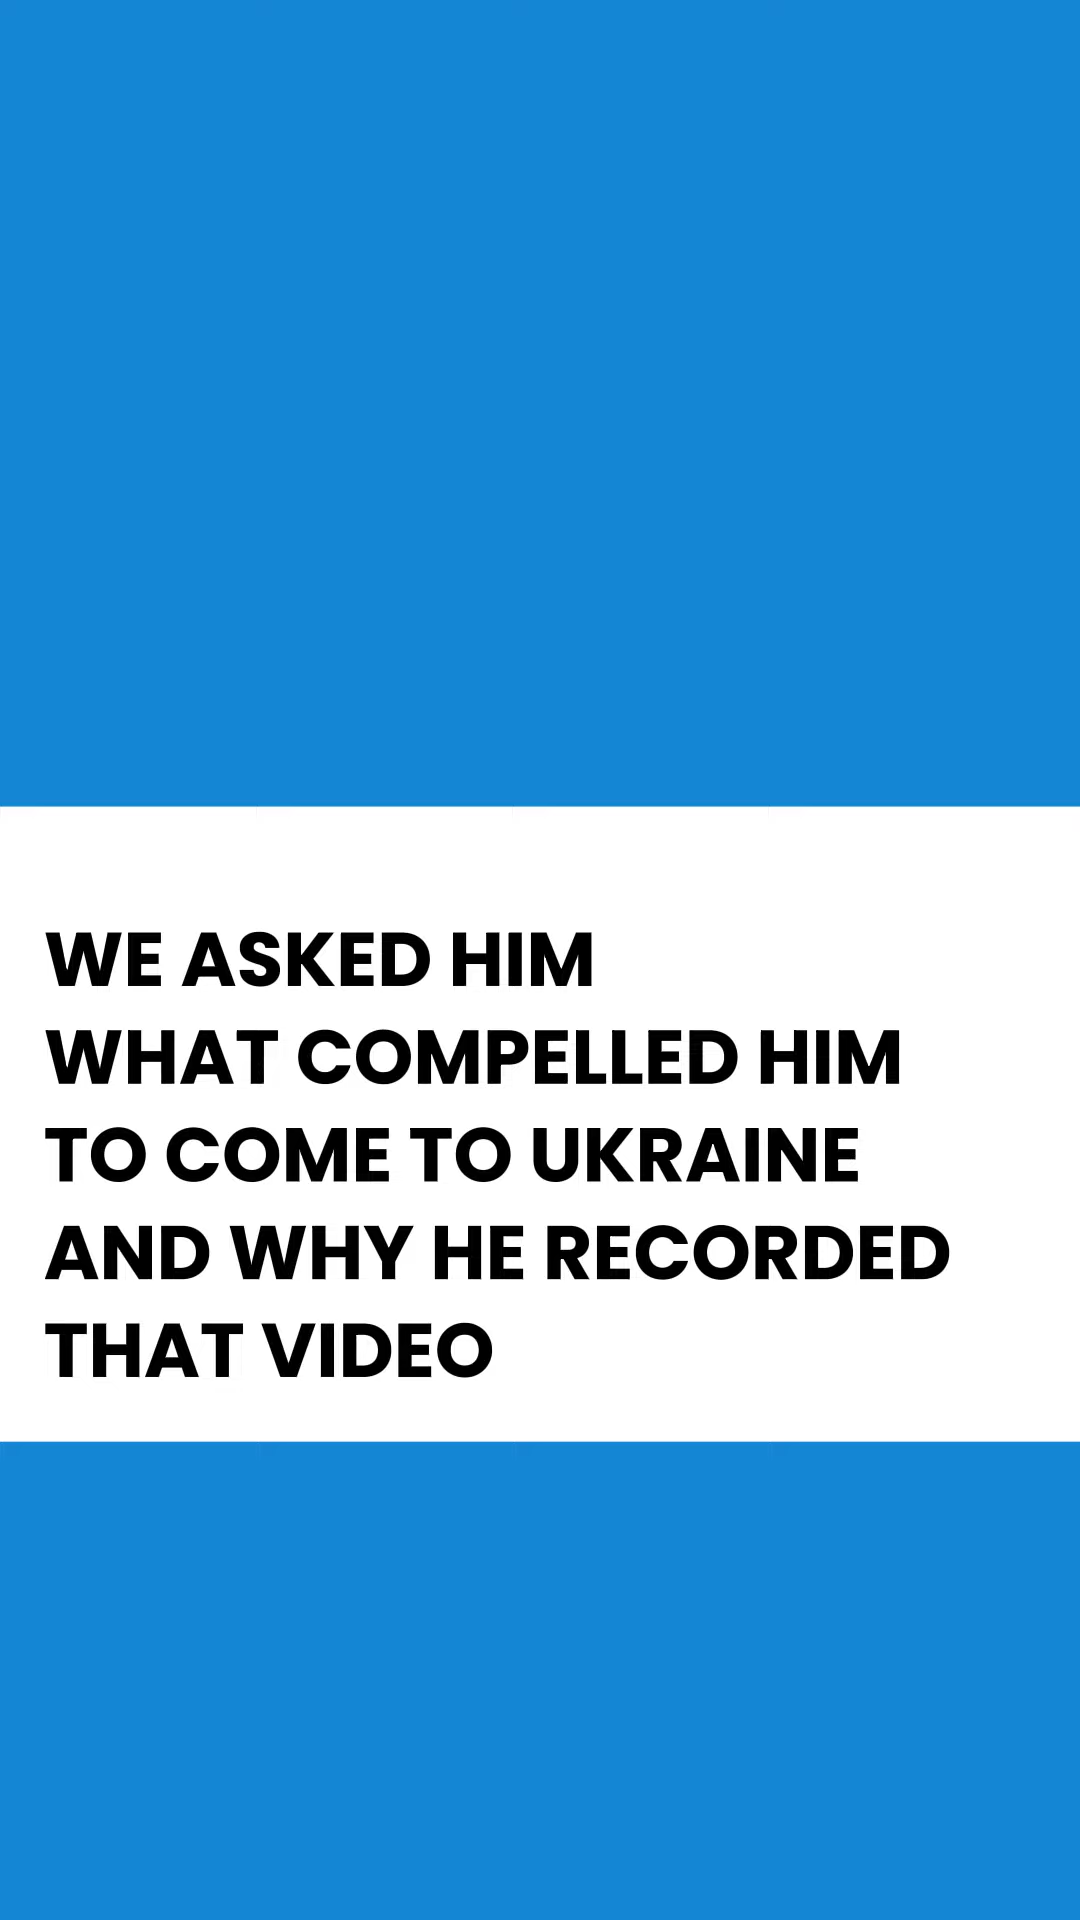 WE ASKED HIM
WHAT COMPELLED HIM
TO COME TO UKRAINE
AND WHY HE RECORDED
THAT VIDEO